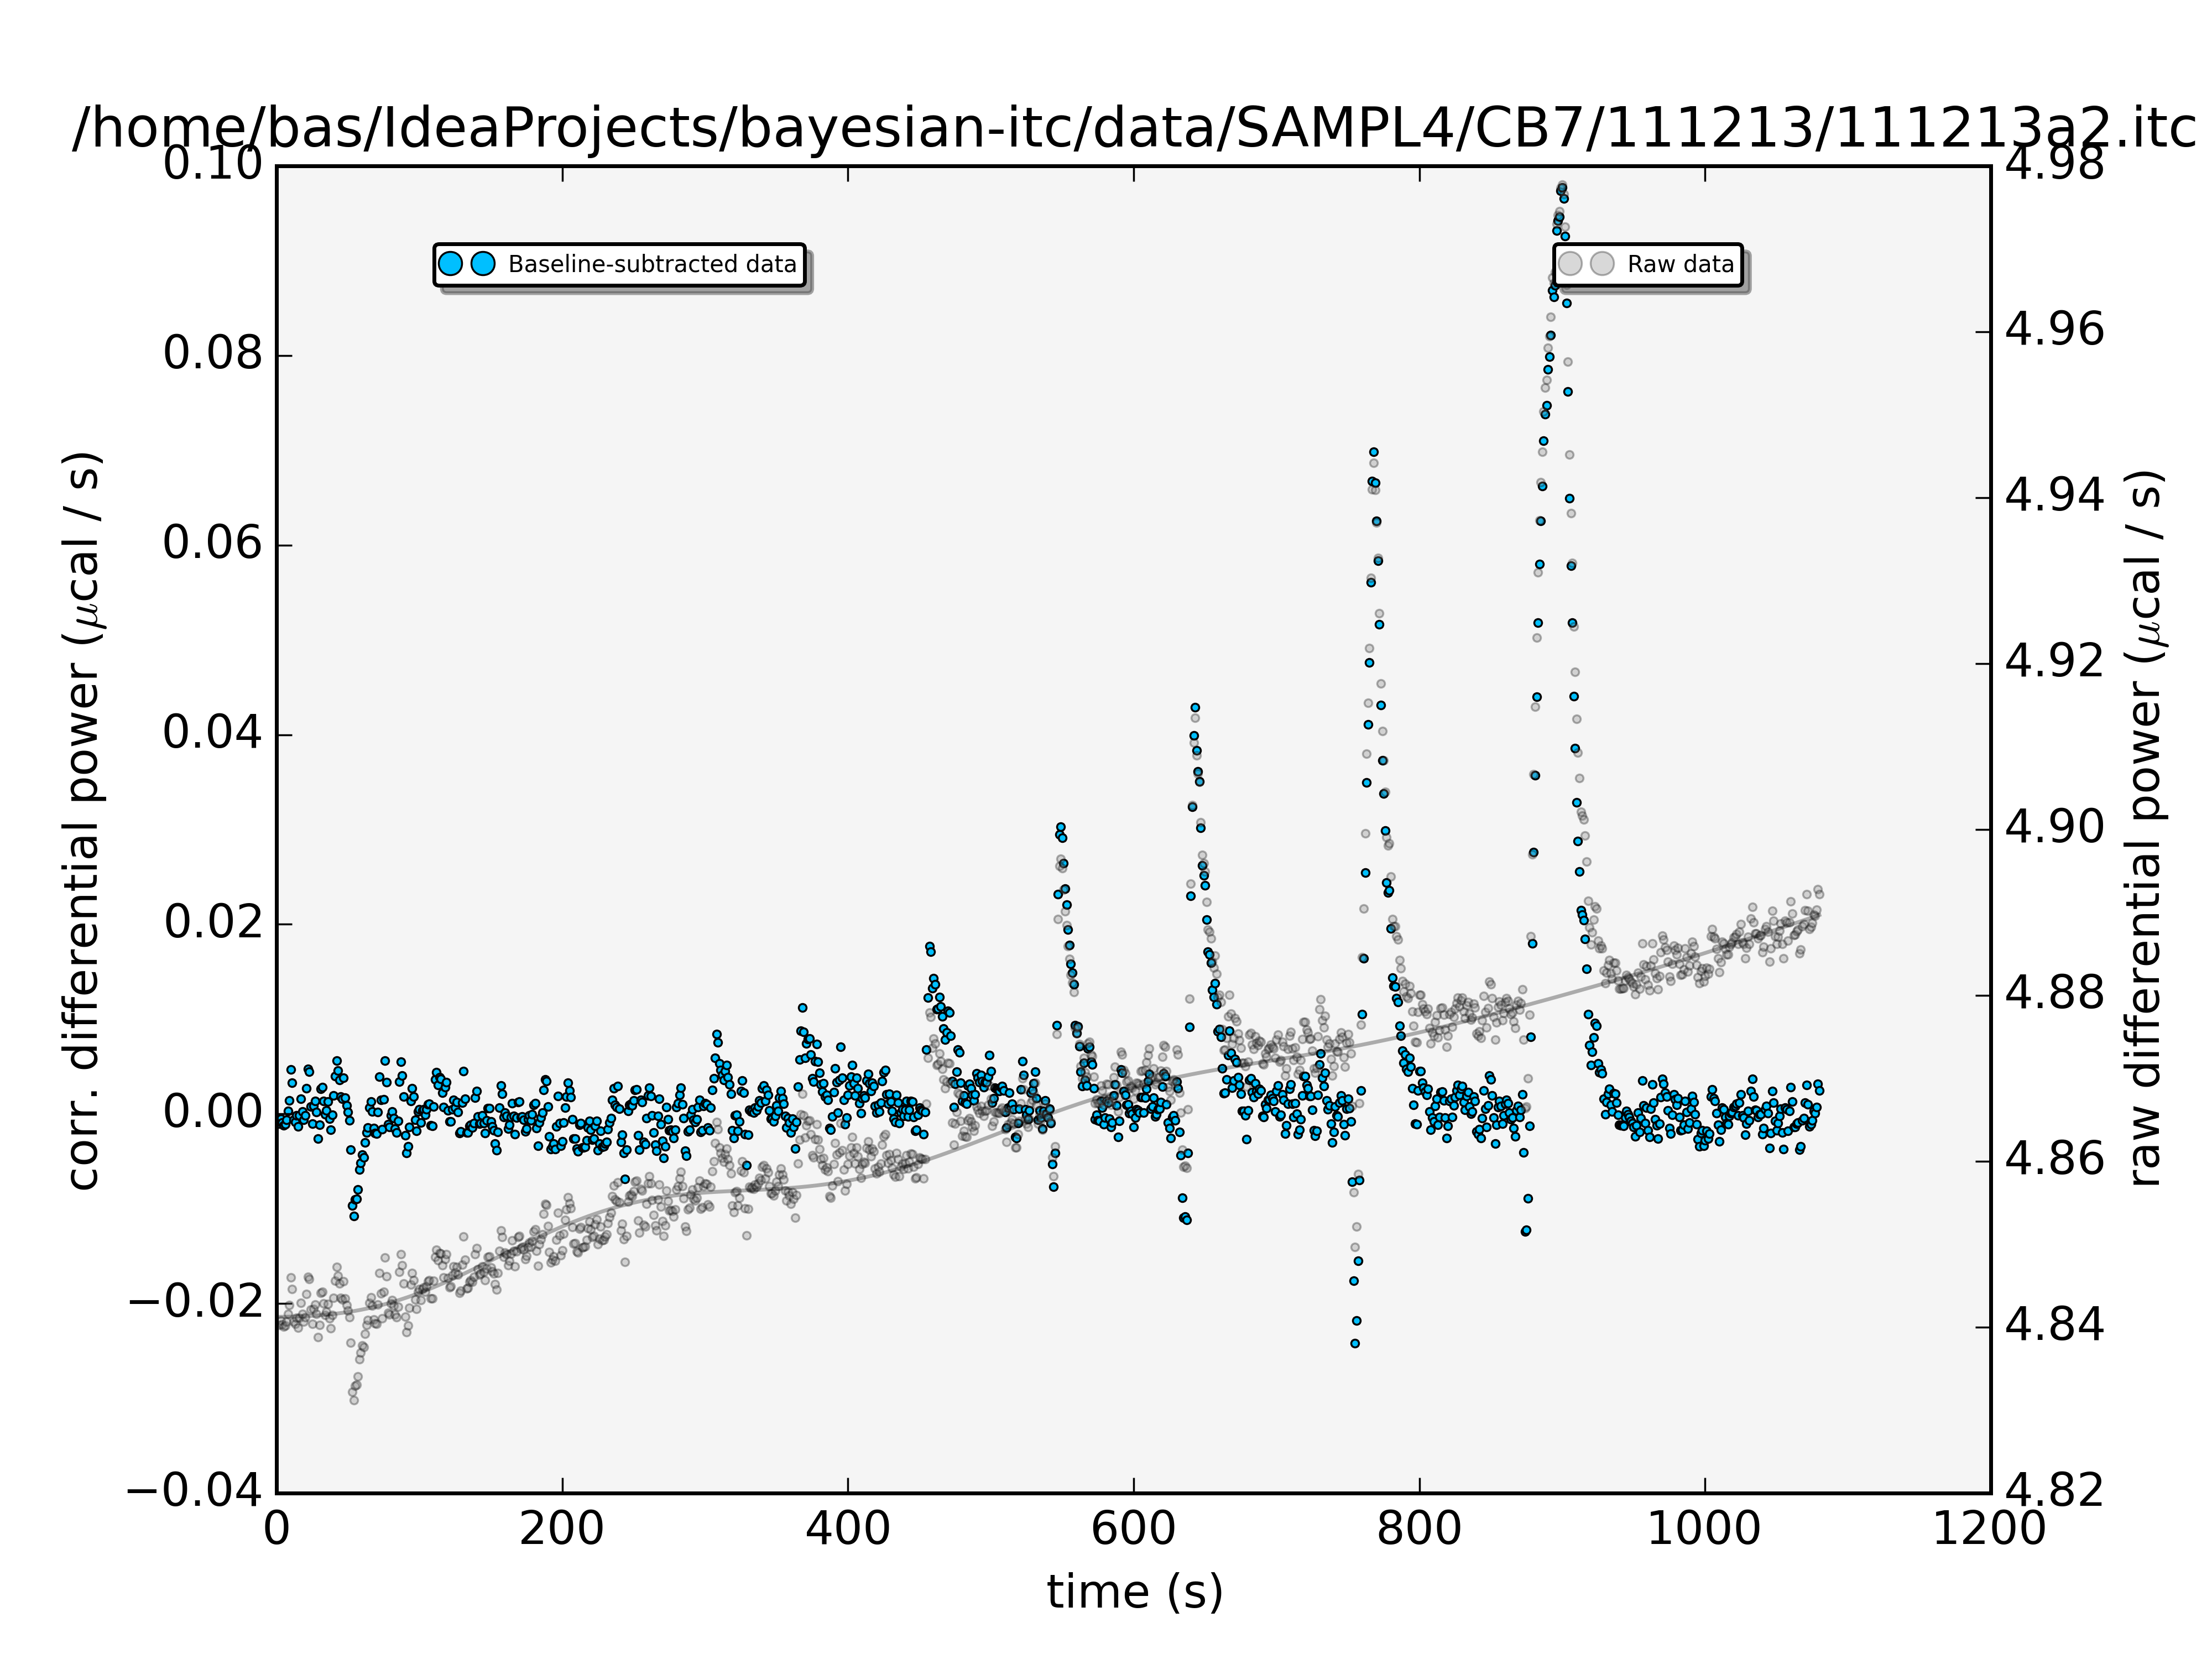 /home/bas/IdeaProjects/bayesian-itc/data/SAMPL4/CB7/111213/111213a2.itc
Baseline-subtracted data
Raw data
corr. differential power (μcal / s)
0.10
0.08
0.06
0.04
0.02
0.00
−0.02
−0.04
4.98
4.96
4.94
4.92
4.90
4.88
4.86
4.84
4.82
raw differential power (μcal / s)
0 200 400 600 800 1000 1200
time (s)